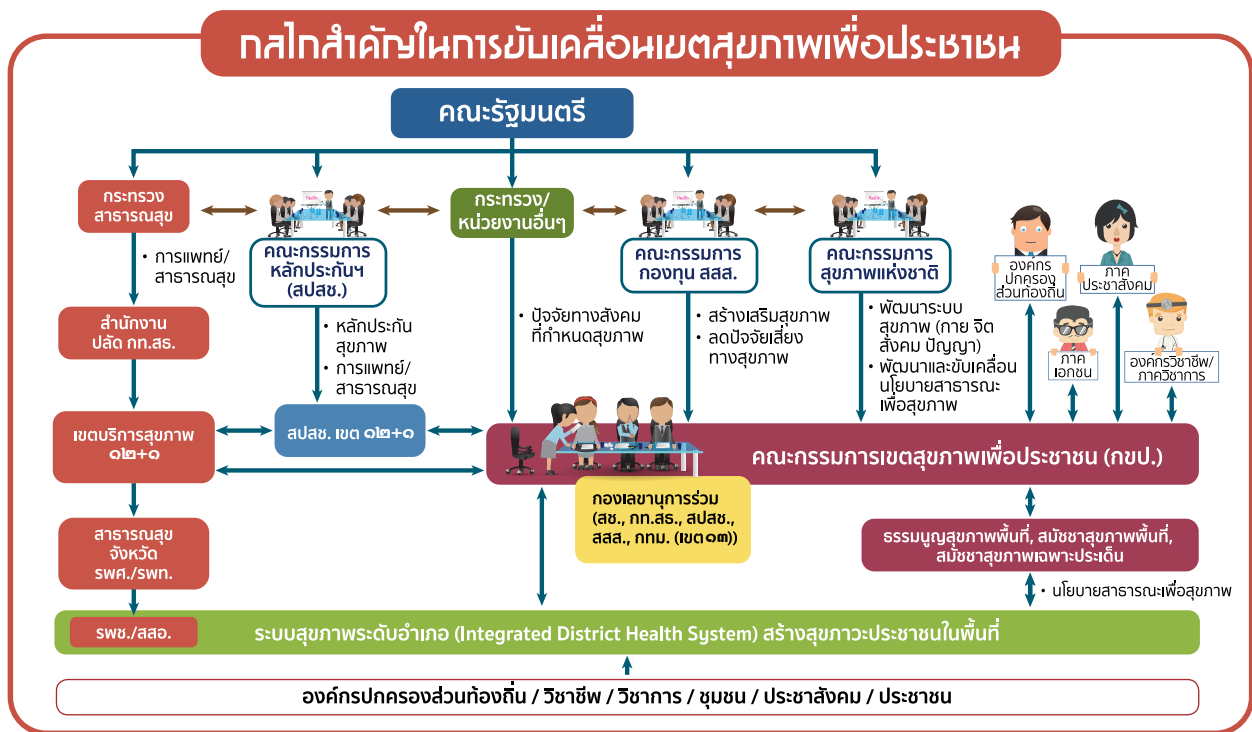 กลไกสำคัญในการขับเคลื่อนเขตสุขภาพเพื่อประชาชน
คณะรัฐมนตรี
กระทรวง
สาธารณสุข
คณะกรรมการ
หลักประกันฯ
(สปสช.)
กระทรวง/
หน่วยงานอื่นๆ
คณะกรรมการ
กองทุน สสส.
คณะกรรมการ
สุขภาพแห่งชาติ
องค์กร
ปกครอง
ส่วนท้องถิ่น
ภาค
ประชาสังคม
ภาค
เอกชน
องค์กรวิชาชีพ/
ภาควิชาการ
• การแพทย์/
สาธารณสุข
• หลักประกัน
สุขภาพ
• การแพทย์/
สาธารณสุข
• ปัจจัยทางสังคม
ที่กำหนดสุขภาพ
• สร้างเสริมสุขภาพ
• ลดปัจจัยเสี่ยง
ทางสุขภาพ
• พัฒนาระบบ
สุขภาพ (กาย จิต
สังคม ปัญญา)
• พัฒนาและขับเคลื่อน
นโยบายสาธารณะ
เพื่อสุขภาพ
สำนักงาน
ปลัด กท.สธ.
เขตบริการสุขภาพ
๑๒+๑
สปสช. เขต ๑๒+๑
คณะกรรมการเขตสุขภาพเพื่อประชาชน (กขป.)
กองเลขานุการร่วม
(สช., กท.สธ., สปสช.,
สสส., กทม. (เขต๑๓))
สาธารณสุข
จังหวัด
รพศ./รพท.
ธรรมนูญสุขภาพพื้นที่, สมัชชาสุขภาพพื้นที่,
สมัชชาสุขภาพเฉพาะประเด็น
• นโยบายสาธารณะเพื่อสุขภาพ
รพช./สสอ.
ระบบสุขภาพระดับอำเภอ (Integrated District Health System) สร้างสุขภาวะประชาชนในพื้นที่
องค์กรปกครองส่วนท้องถิ่น / วิชาชีพ / วิชาการ / ชุมชน / ประชาสังคม / ประชาชน